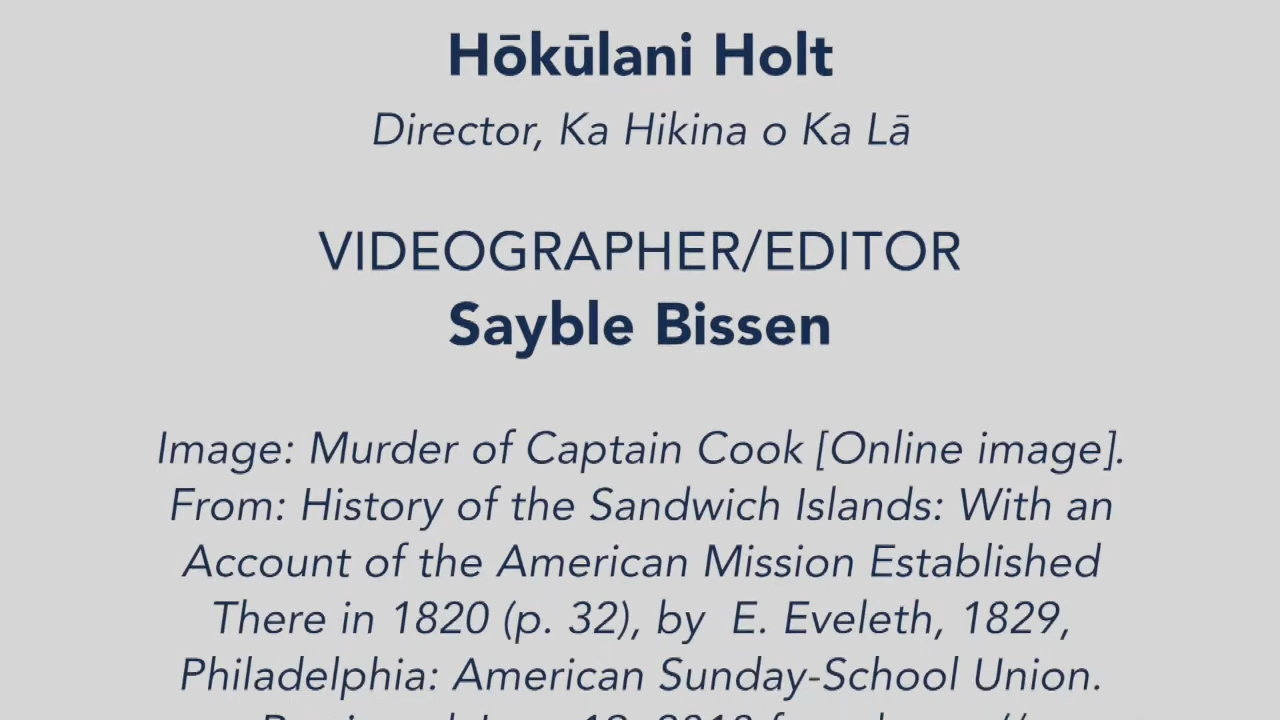 Hōkūlani Holt
Director, Ka Hikina o Ka Lā
VIDEOGRAPHER/EDITOR
Sayble Bissen
Image: Murder of Captain Cook [Online image].
From: History of the Sandwich Islands: With an
Account of the American Mission Established
There in 1820 (p. 32), by E. Eveleth, 1829,
Philadelphia: American Sunday-School Union.